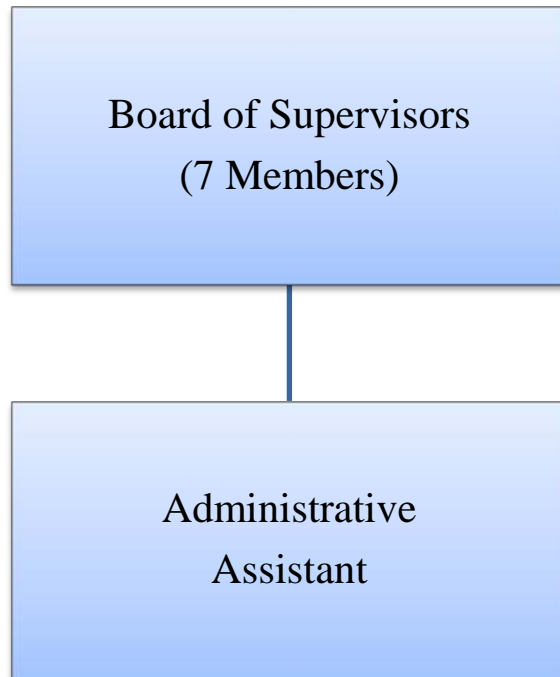 Board of Supervisors
(7 Members)
Administrative
Assistant